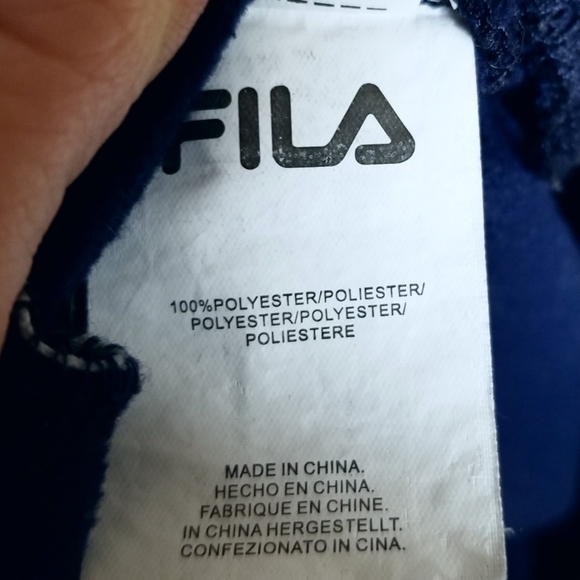 FILA
100%POLYESTER/POLIESTER/
POLYESTER/POLYESTER/
POLIESTERE
MADE IN CHINA.
HECHO EN CHINA.
FABRIQUE EN CHINE.
IN CHINA HERGESTELLT.
CONFEZIONATO IN CINA.